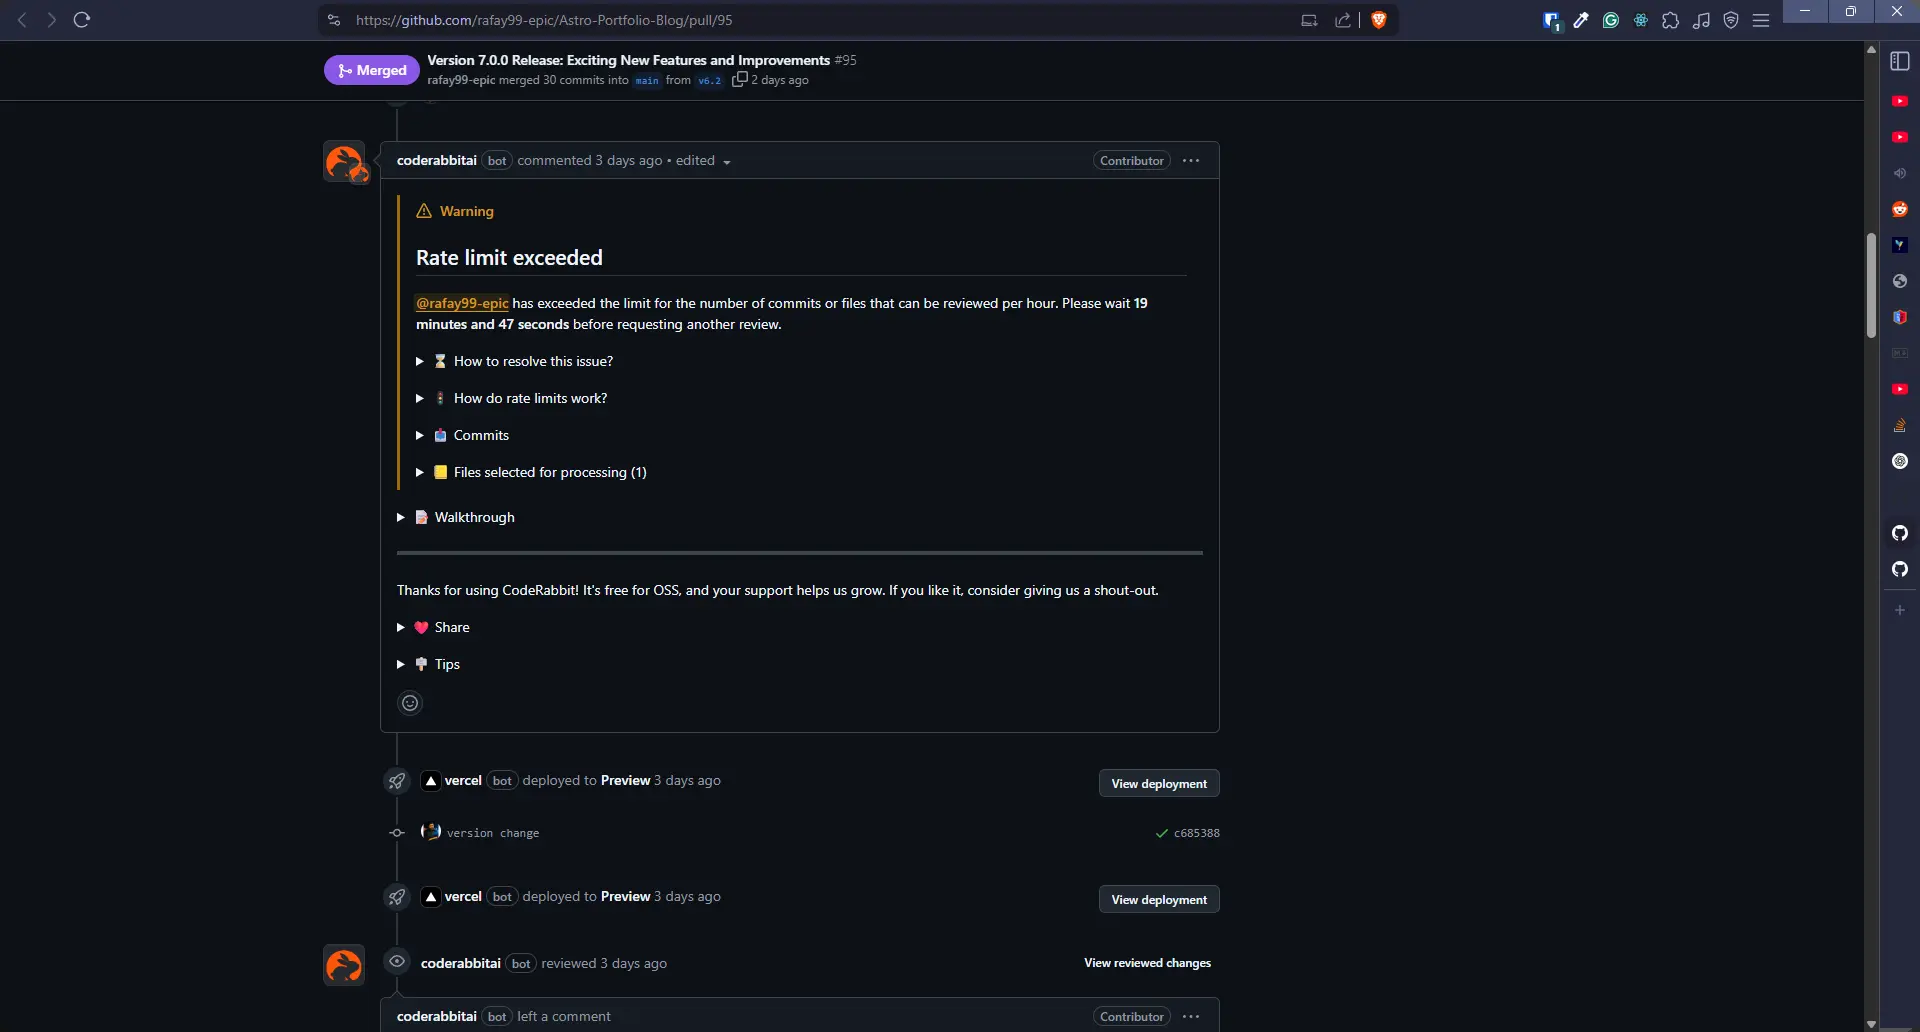 https://github.com/rafay99-epic/Astro-Portfolio-Blog/pull/95
1
Merged
Version 7.0.0 Release: Exciting New Features and Improvements #95
rafay99-epic merged 30 commits into main from v6.2 2 days ago
coderabbitai bot commented 3 days ago • edited
Contributor
Warning
Rate limit exceeded
@rafay99-epic has exceeded the limit for the number of commits or files that can be reviewed per hour. Please wait 19
minutes and 47 seconds before requesting another review.
How to resolve this issue?
How do rate limits work?
Commits
Files selected for processing (1)
Walkthrough
Thanks for using CodeRabbit! It's free for OSS, and your support helps us grow. If you like it, consider giving us a shout-out.
Share
Tips
vercel bot deployed to Preview 3 days ago
View deployment
version change
c685388
vercel bot deployed to Preview 3 days ago
View deployment
coderabbitai bot reviewed 3 days ago
View reviewed changes
coderabbitai bot left a comment
Contributor